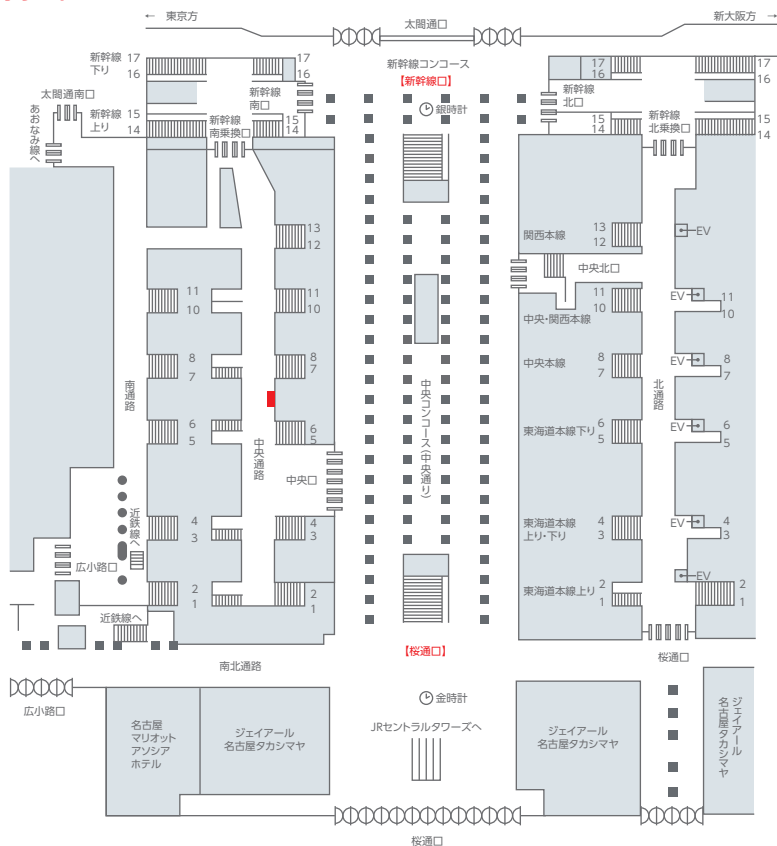 ← 東京方
太閤通口
新大阪方 →
新幹線
下り
17
16
17
16
新幹線コンコース
【新幹線口】
17
16
17
16
太閤通南口
新幹線
南口
新幹線
北口
あおなみ線へ
新幹線
上り
15
14
新幹線
南乗換口
15
14
銀時計
15
14
新幹線
北乗換口
15
14
13
12
関西本線
13
12
EV
中央北口
11
10
11
10
11
10
中央・関西本線
EV
11
10
8
7
8
7
中央本線
8
7
EV
8
7
南通路
中央通路
中央コンコース(中央通り)
北通路
6
5
6
5
東海道本線下り
6
5
EV
6
5
中央口
近鉄線へ
4
3
4
3
東海道本線
上り・下り
4
3
EV
4
3
広小路口
2
1
2
1
東海道本線上り
2
1
EV
2
1
近鉄線へ
南北通路
【桜通口】
桜通口
広小路口
金時計
名古屋
マリオット
アソシア
ホテル
ジェイアール
名古屋タカシマヤ
JRセントラルタワーズへ
ジェイアール
名古屋タカシマヤ
ジェイアール
名古屋タカシマヤ
桜通口